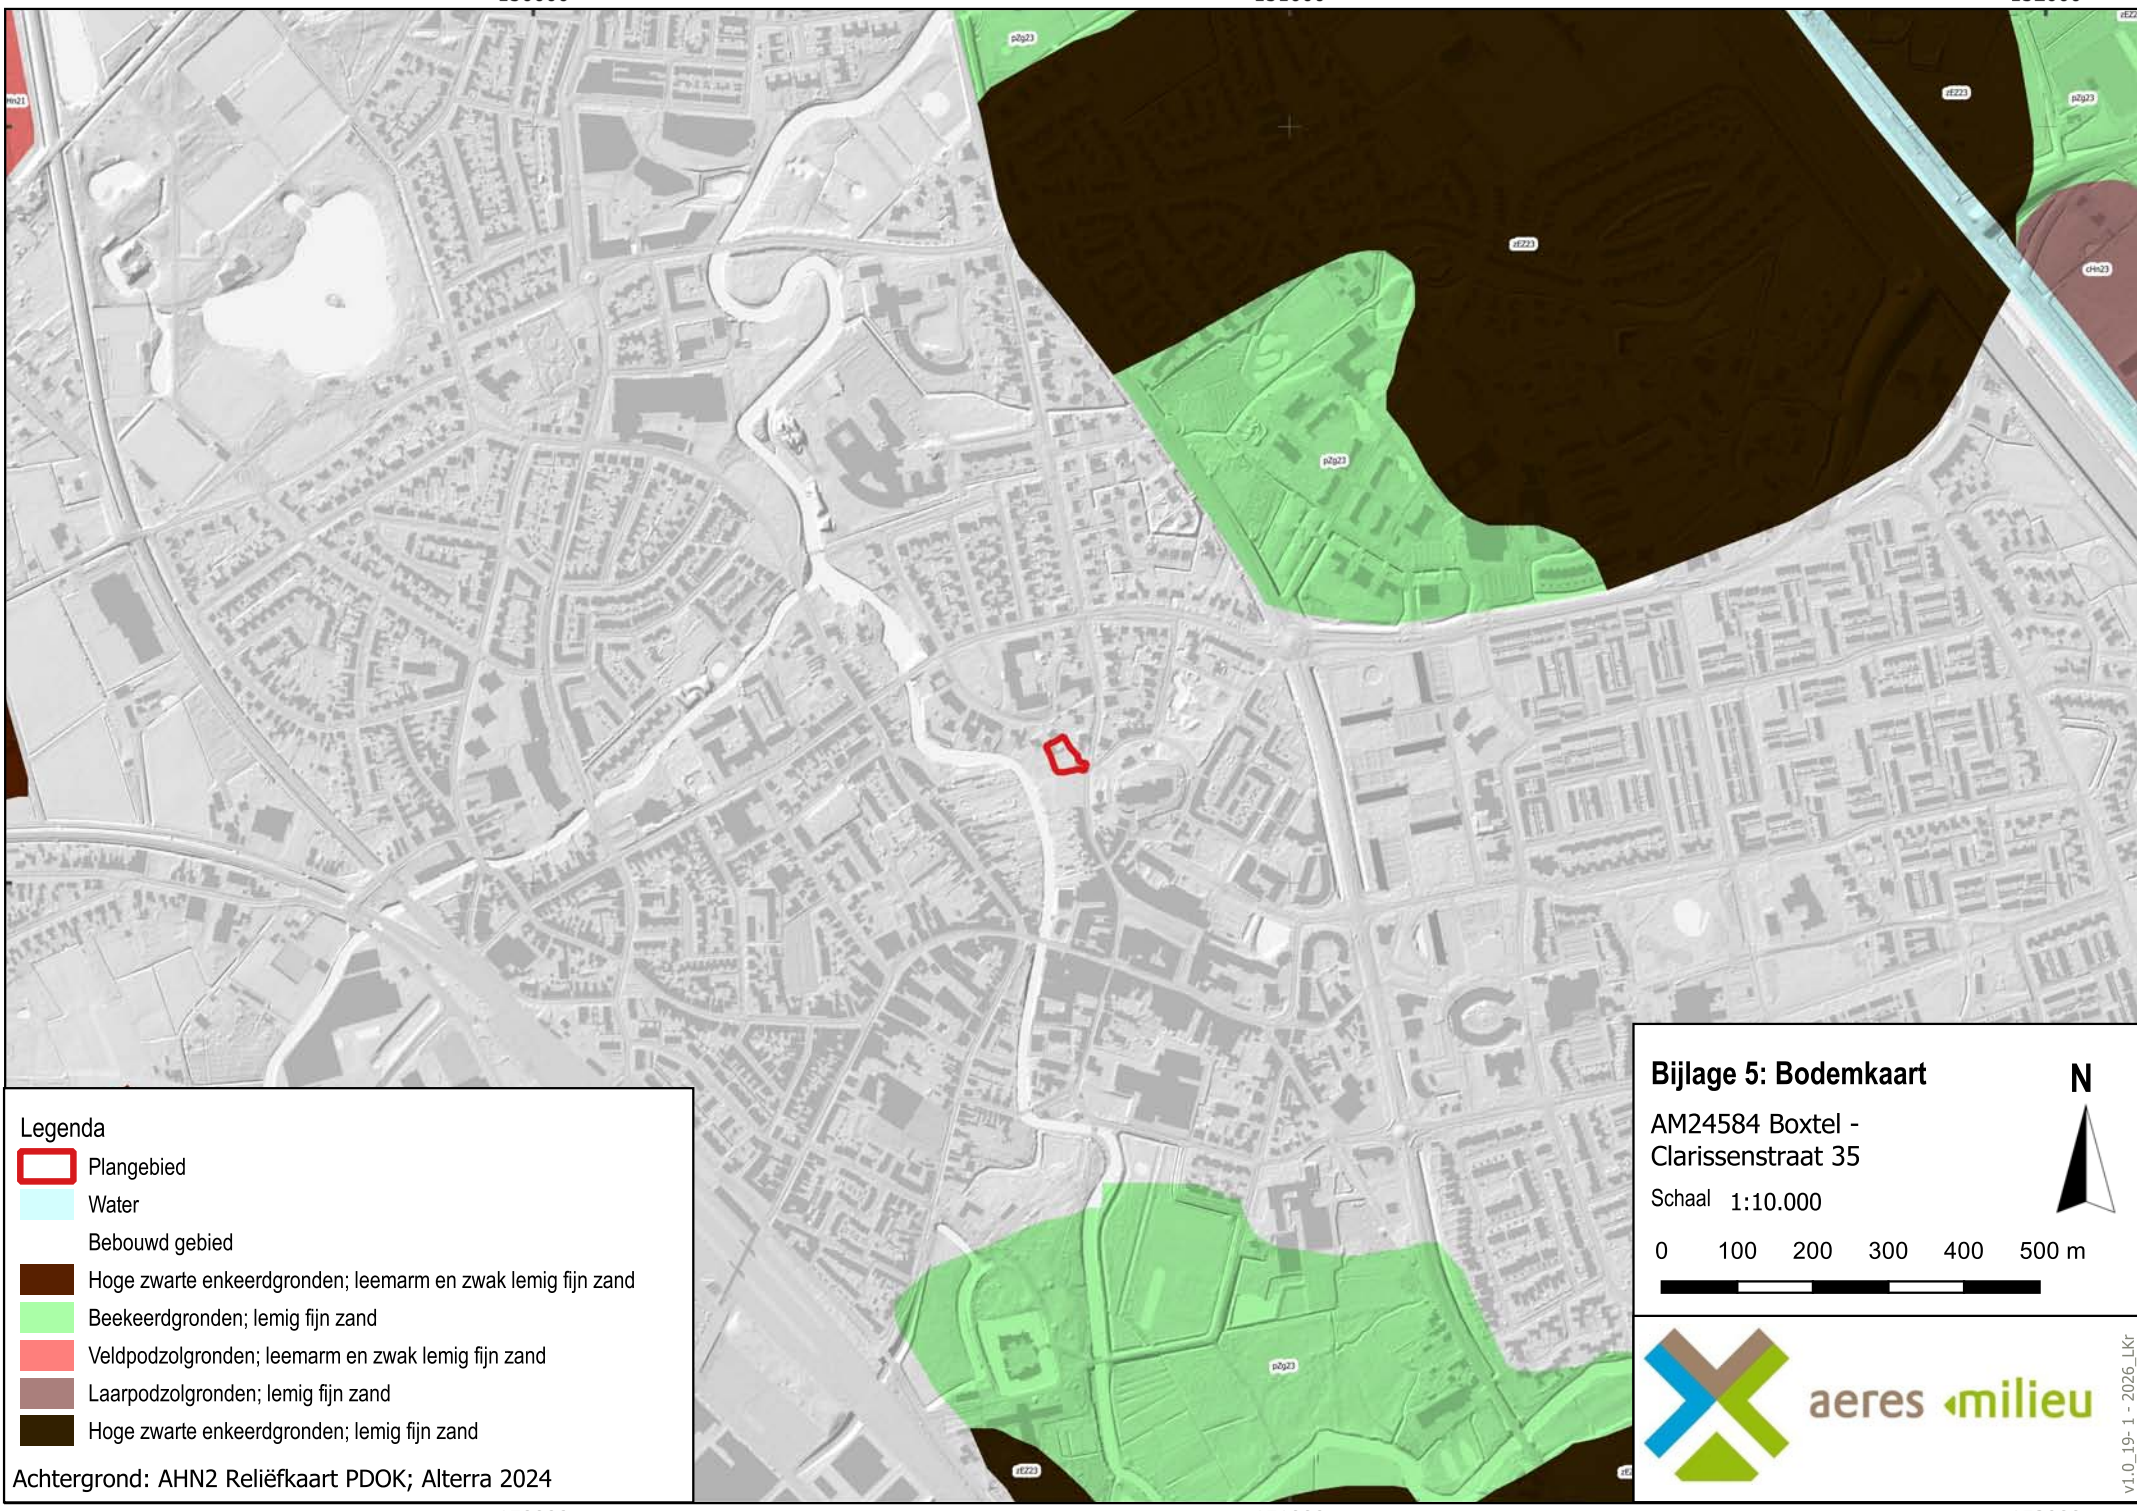 pZg23
zEZ23
pZg23
Hn21
zEZ23
cHn23
pZg23
Legenda
Plangebied
Water
Bebouwd gebied
Hoge zwarte enkeerdgronden; leemarm en zwak lemig fijn zand
Beekeerdgronden; lemig fijn zand
Veldpodzolgronden; leemarm en zwak lemig fijn zand
Laarpodzolgronden; lemig fijn zand
Hoge zwarte enkeerdgronden; lemig fijn zand
Achtergrond: AHN2 Reliëfkaart PDOK; Alterra 2024
pZg23
zEZ23
Bijlage 5: Bodemkaart
N
AM24584 Boxtel -
Clarissenstraat 35
Schaal 1:10.000
0 100 200 300 400 500 m
aeres milieu
v1.0_19- 1 - 2026_LKr